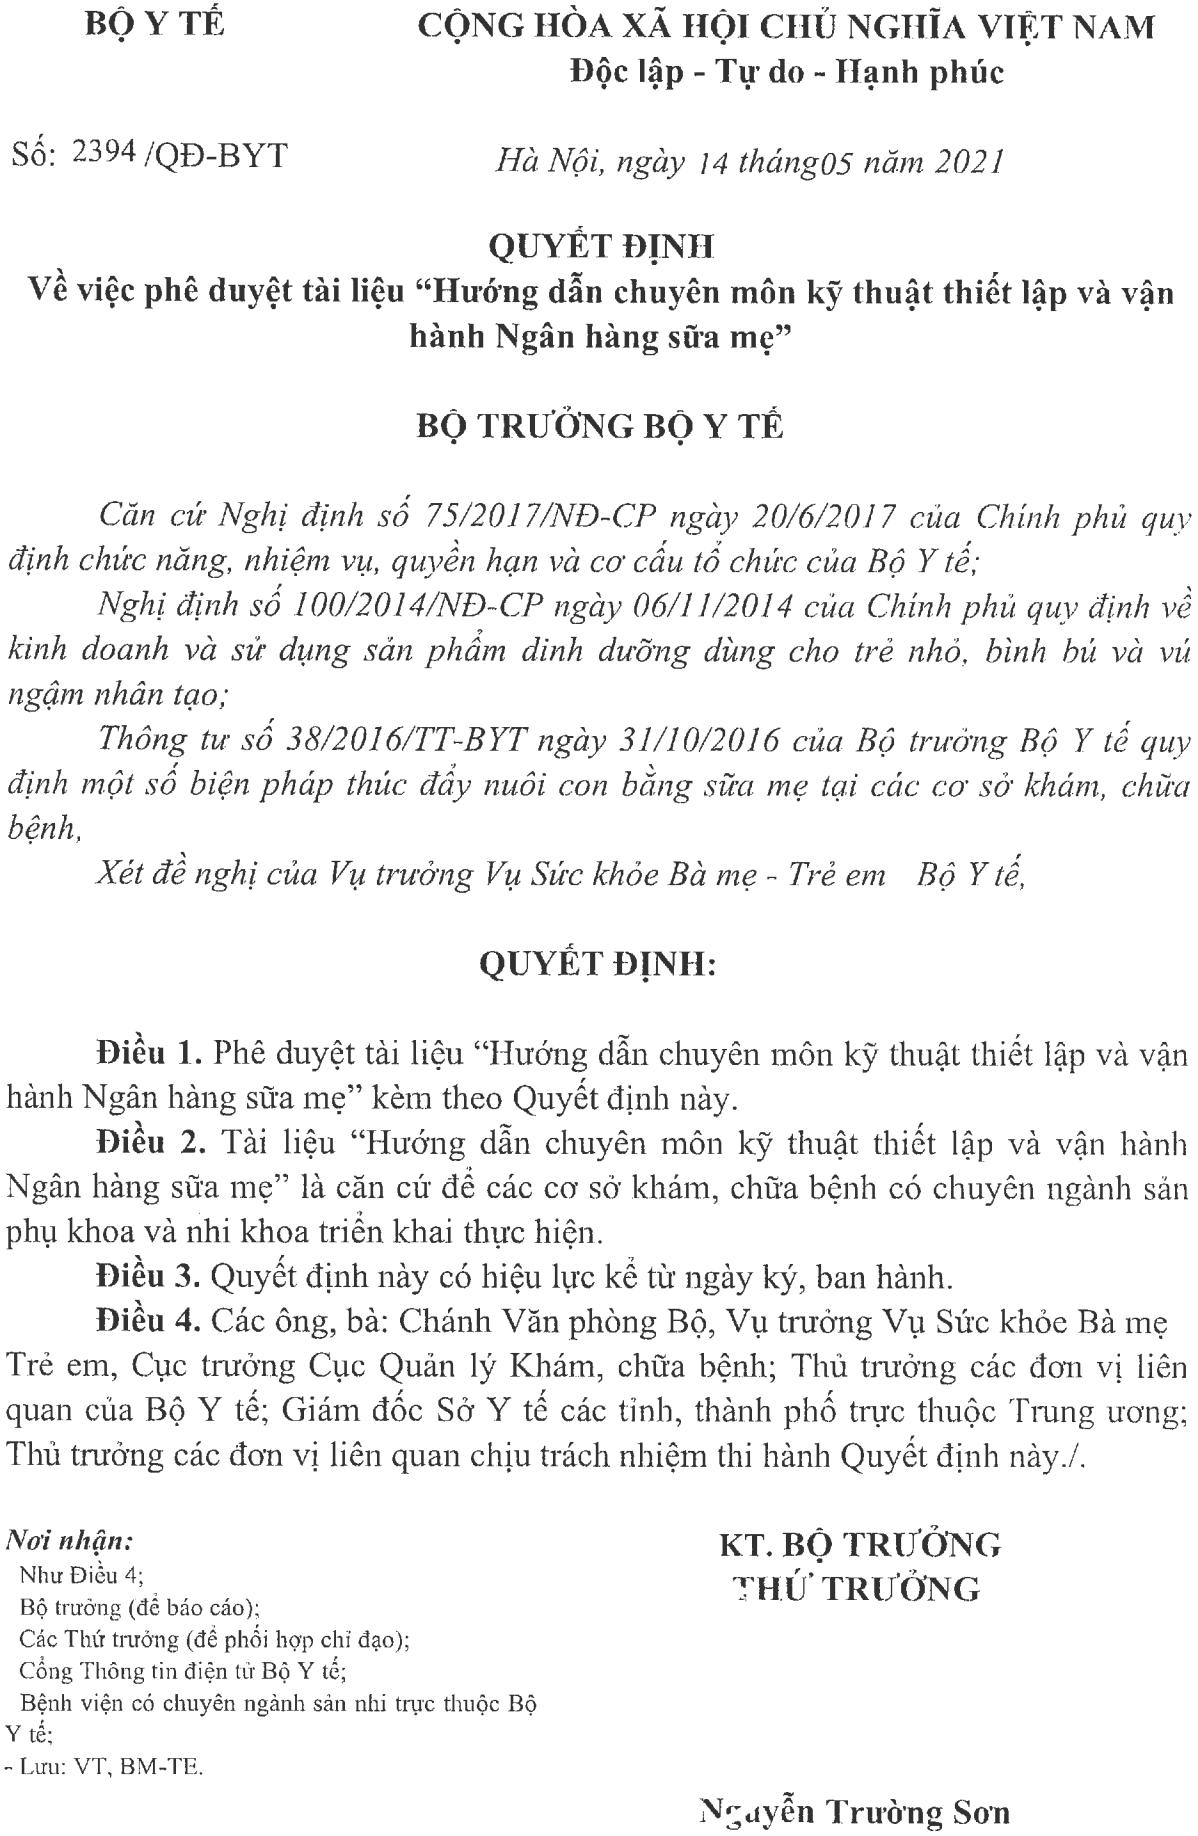 BỘ Y TẾ
CỘNG HÒA XÃ HỘI CHỦ NGHĨA VIỆT NAM
Độc lập - Tự do - Hạnh phúc
Số: 2394 /QĐ-BYT
Hà Nội, ngày 14 tháng05 năm 2021
QUYẾT ĐỊNH
Về việc phê duyệt tài liệu “Hướng dẫn chuyên môn kỹ thuật thiết lập và vận
hành Ngân hàng sữa mẹ”
BỘ TRƯỞNG BỘ Y TẾ
Căn cứ Nghị định số 75/2017/NĐ-CP ngày 20/6/2017 của Chính phủ quy
định chức năng, nhiệm vụ, quyền hạn và cơ cấu tổ chức của Bộ Y tế;
Nghị định số 100/2014/NĐ-CP ngày 06/11/2014 của Chính phủ quy định về
kinh doanh và sử dụng sản phẩm dinh dưỡng dùng cho trẻ nhỏ, bình bú và vú
ngậm nhân tạo;
Thông tư số 38/2016/TT-BYT ngày 31/10/2016 của Bộ trưởng Bộ Y tế quy
định một số biện pháp thúc đẩy nuôi con bằng sữa mẹ tại các cơ sở khám, chữa
bệnh,
Xét đề nghị của Vụ trưởng Vụ Sức khỏe Bà mẹ - Trẻ em Bộ Y tế,
QUYẾT ĐỊNH:
Điều 1. Phê duyệt tài liệu “Hướng dẫn chuyên môn kỹ thuật thiết lập và vận
hành Ngân hàng sữa mẹ” kèm theo Quyết định này.
Điều 2. Tài liệu “Hướng dẫn chuyên môn kỹ thuật thiết lập và vận hành
Ngân hàng sữa mẹ” là căn cứ để các cơ sở khám, chữa bệnh có chuyên ngành sản
phụ khoa và nhi khoa triển khai thực hiện.
Điều 3. Quyết định này có hiệu lực kể từ ngày ký, ban hành.
Điều 4. Các ông, bà: Chánh Văn phòng Bộ, Vụ trưởng Vụ Sức khỏe Bà mẹ
Trẻ em, Cục trưởng Cục Quản lý Khám, chữa bệnh; Thủ trưởng các đơn vị liên
quan của Bộ Y tế; Giám đốc Sở Y tế các tỉnh, thành phố trực thuộc Trung ương;
Thủ trưởng các đơn vị liên quan chịu trách nhiệm thi hành Quyết định này./.
Nơi nhận:
Như Điều 4;
Bộ trưởng (để báo cáo);
Các Thứ trưởng (để phối hợp chỉ đạo);
Cổng Thông tin điện tử Bộ Y tế;
Bệnh viện có chuyên ngành sản nhi trực thuộc Bộ
Y tế;
- Lưu: VT, BM-TE.
KT. BỘ TRƯỞNG
THỨ TRƯỞNG
Nguyễn Trường Sơn